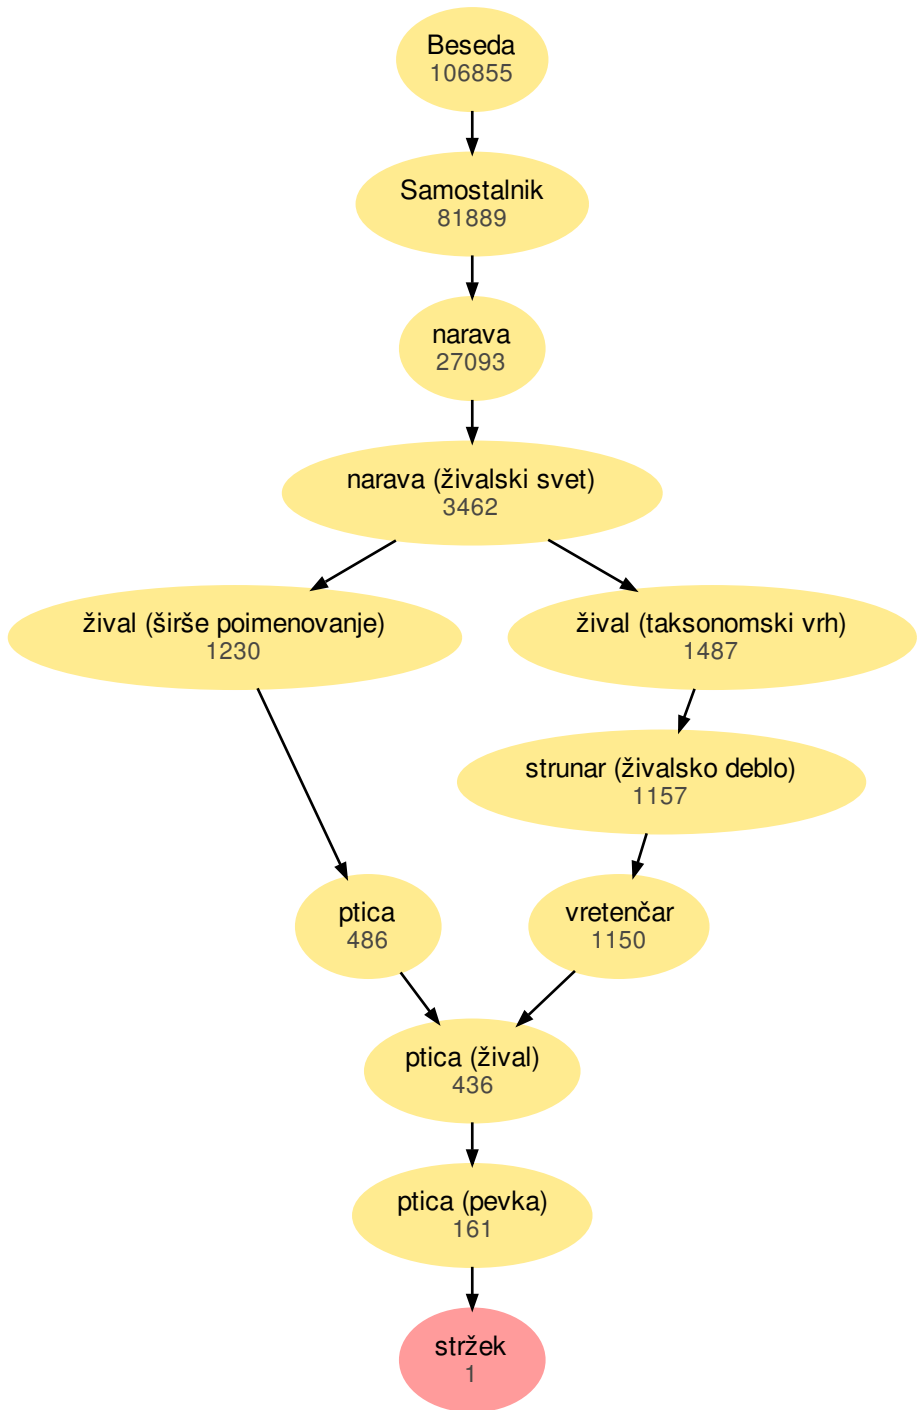 Beseda
106855
Samostalnik
81889
narava
27093
narava (živalski svet)
3462
žival (širše poimenovanje)
1230
žival (taksonomski vrh)
1487
strunar (živalsko deblo)
1157
ptica
486
vretenčar
1150
ptica (žival)
436
ptica (pevka)
161
stržek
1